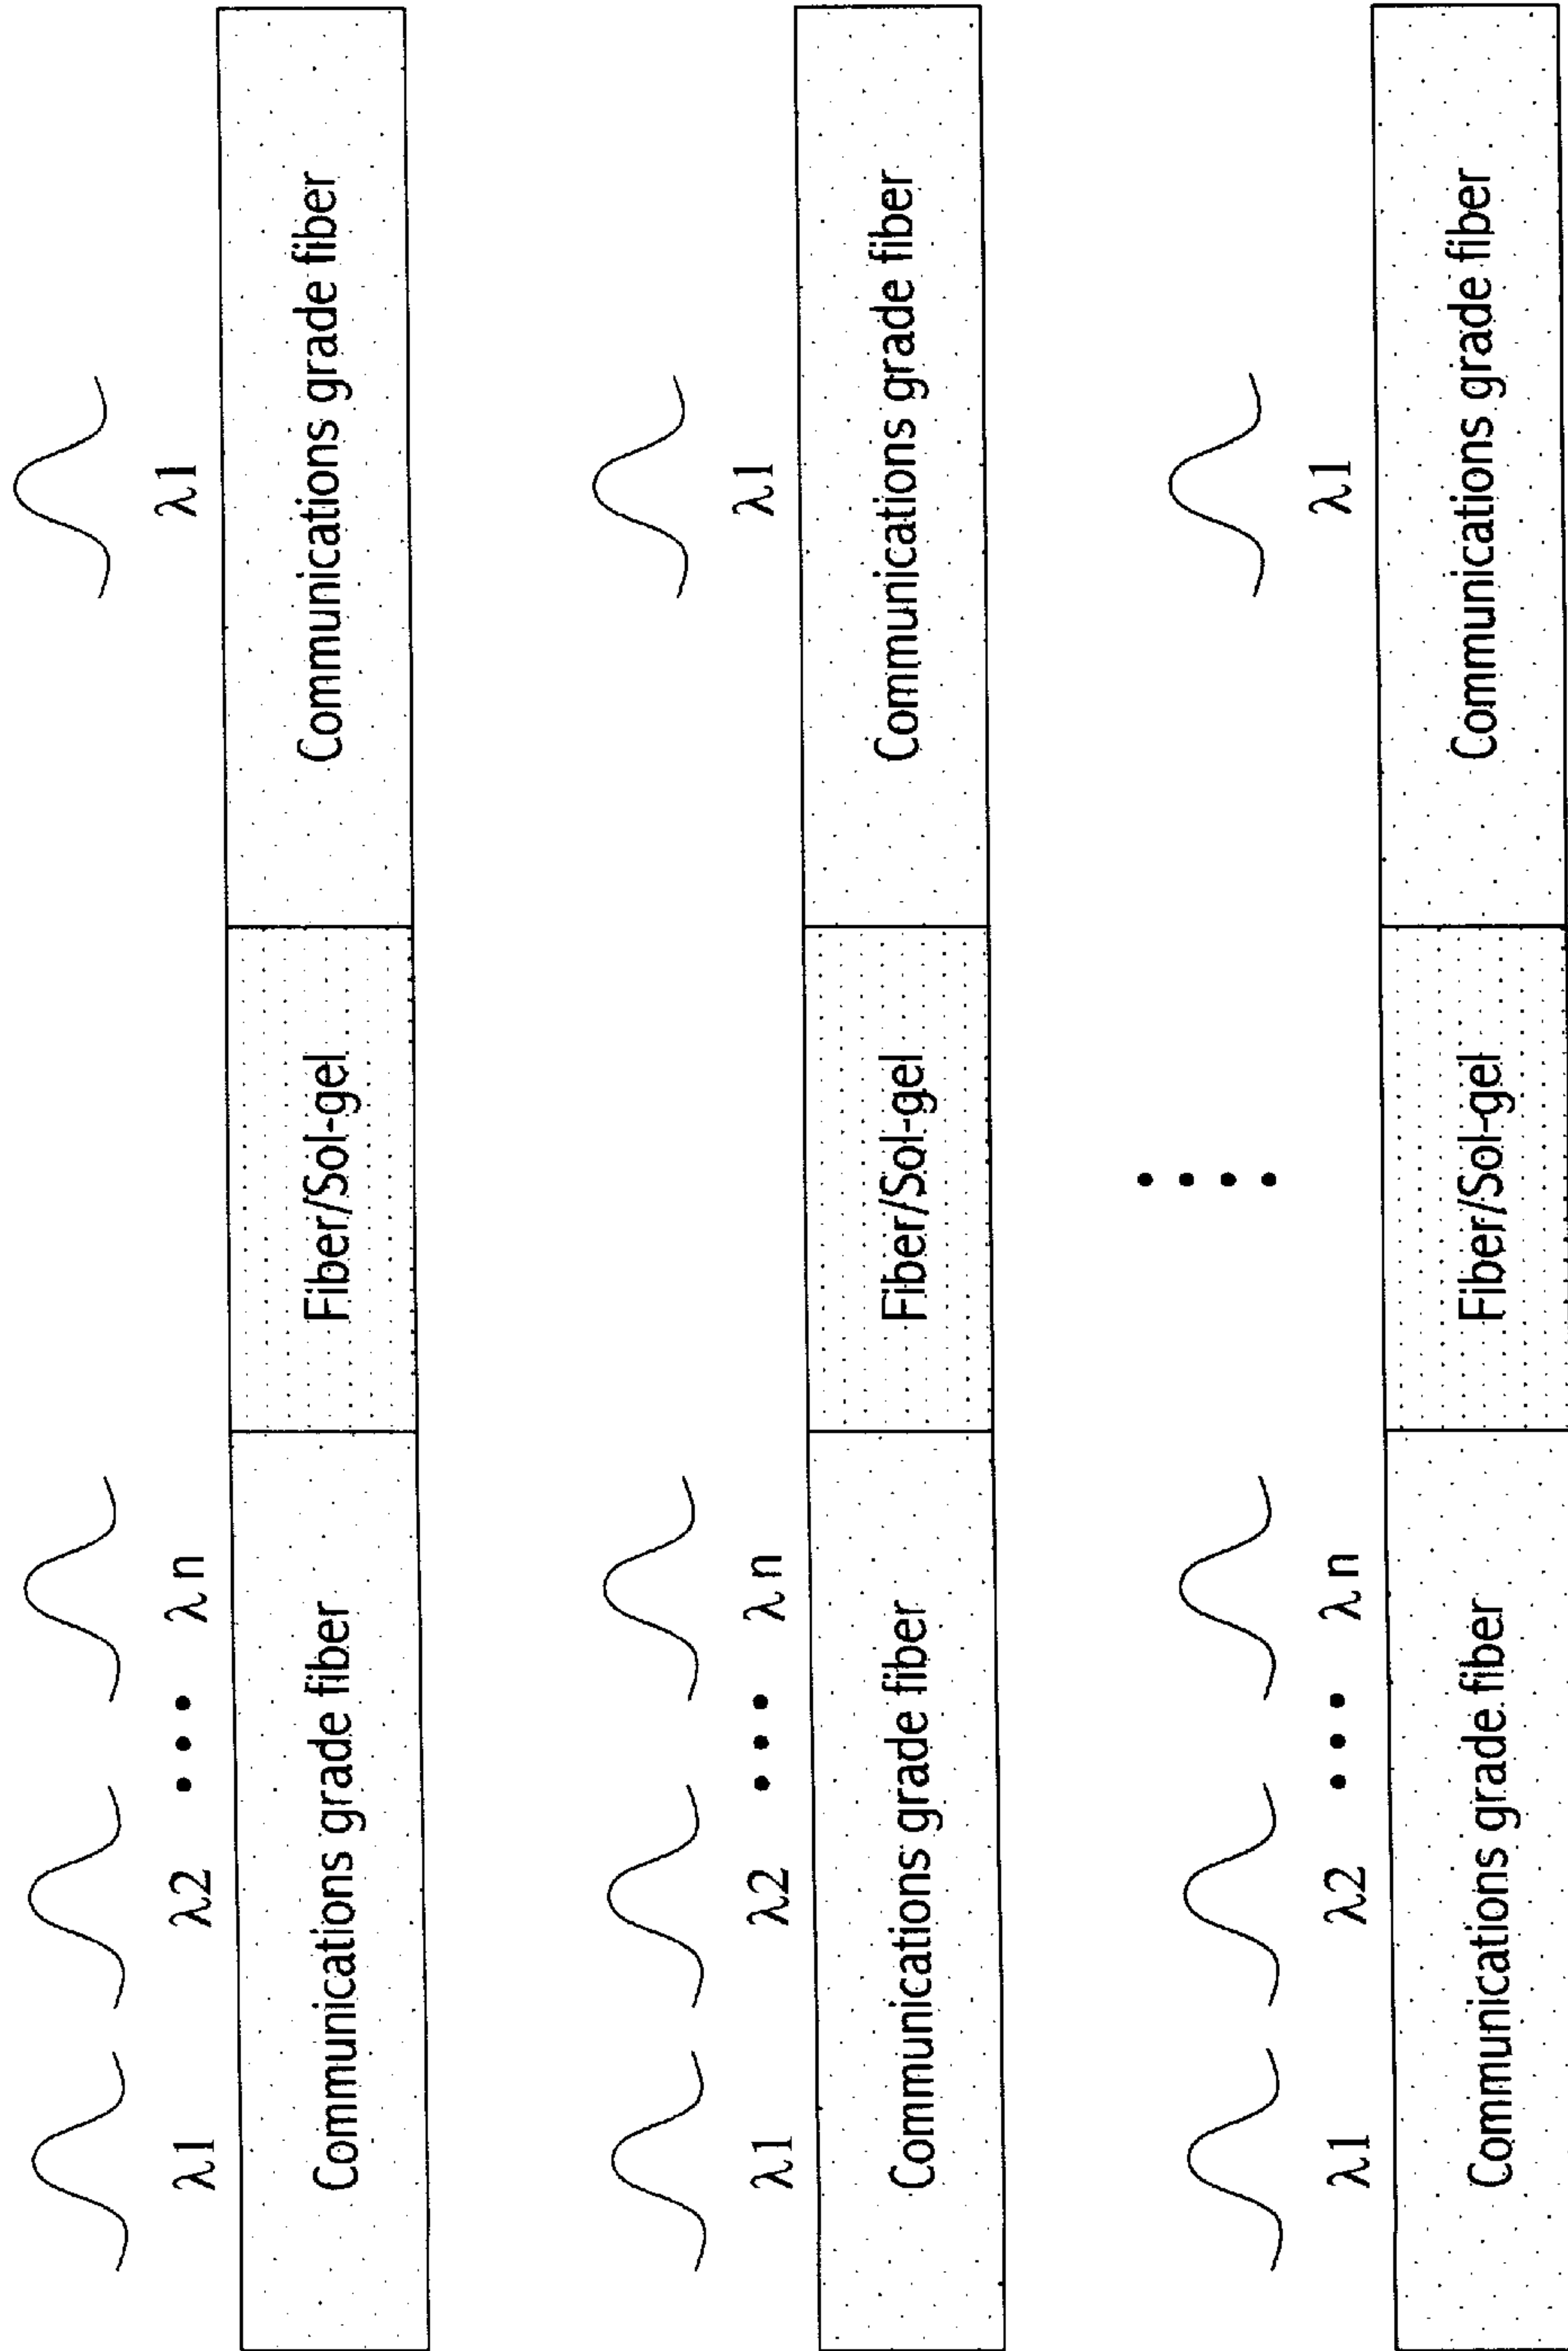 λ1 λ2 ••• λn λ1
Communications grade fiber Fiber/Sol-gel Communications grade fiber
λ1 λ2 ••• λn λ1
Communications grade fiber Fiber/Sol-gel Communications grade fiber
λ1 λ2 ••• λn λ1
Communications grade fiber Fiber/Sol-gel Communications grade fiber